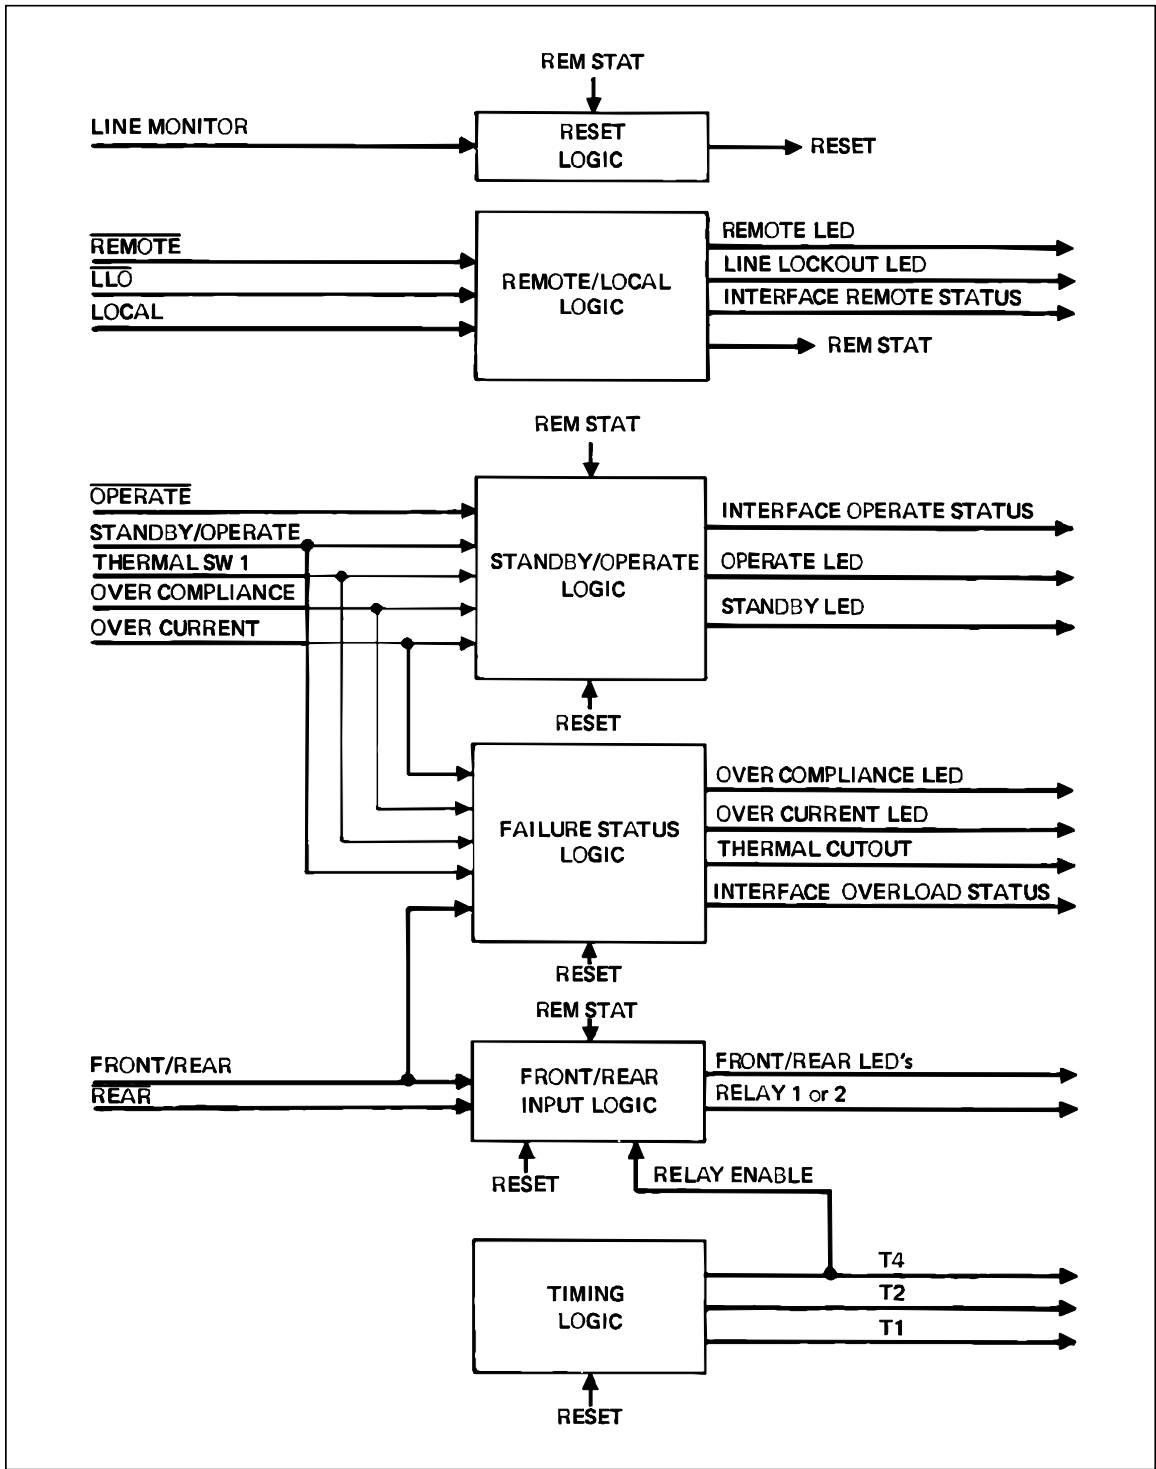 REM STAT
LINE MONITOR
RESET
LOGIC
RESET
REMOTE
LLO
LOCAL
REMOTE/LOCAL
LOGIC
REMOTE LED
LINE LOCKOUT LED
INTERFACE REMOTE STATUS
REM STAT
REM STAT
OPERATE
STANDBY/OPERATE
THERMAL SW 1
OVER COMPLIANCE
OVER CURRENT
STANDBY/OPERATE
LOGIC
INTERFACE OPERATE STATUS
OPERATE LED
STANDBY LED
RESET
FAILURE STATUS
LOGIC
OVER COMPLIANCE LED
OVER CURRENT LED
THERMAL CUTOUT
INTERFACE OVERLOAD STATUS
RESET
REM STAT
FRONT/REAR
REAR
FRONT/REAR
INPUT LOGIC
FRONT/REAR LED's
RELAY 1 or 2
RESET
RELAY ENABLE
TIMING
LOGIC
T4
T2
T1
RESET